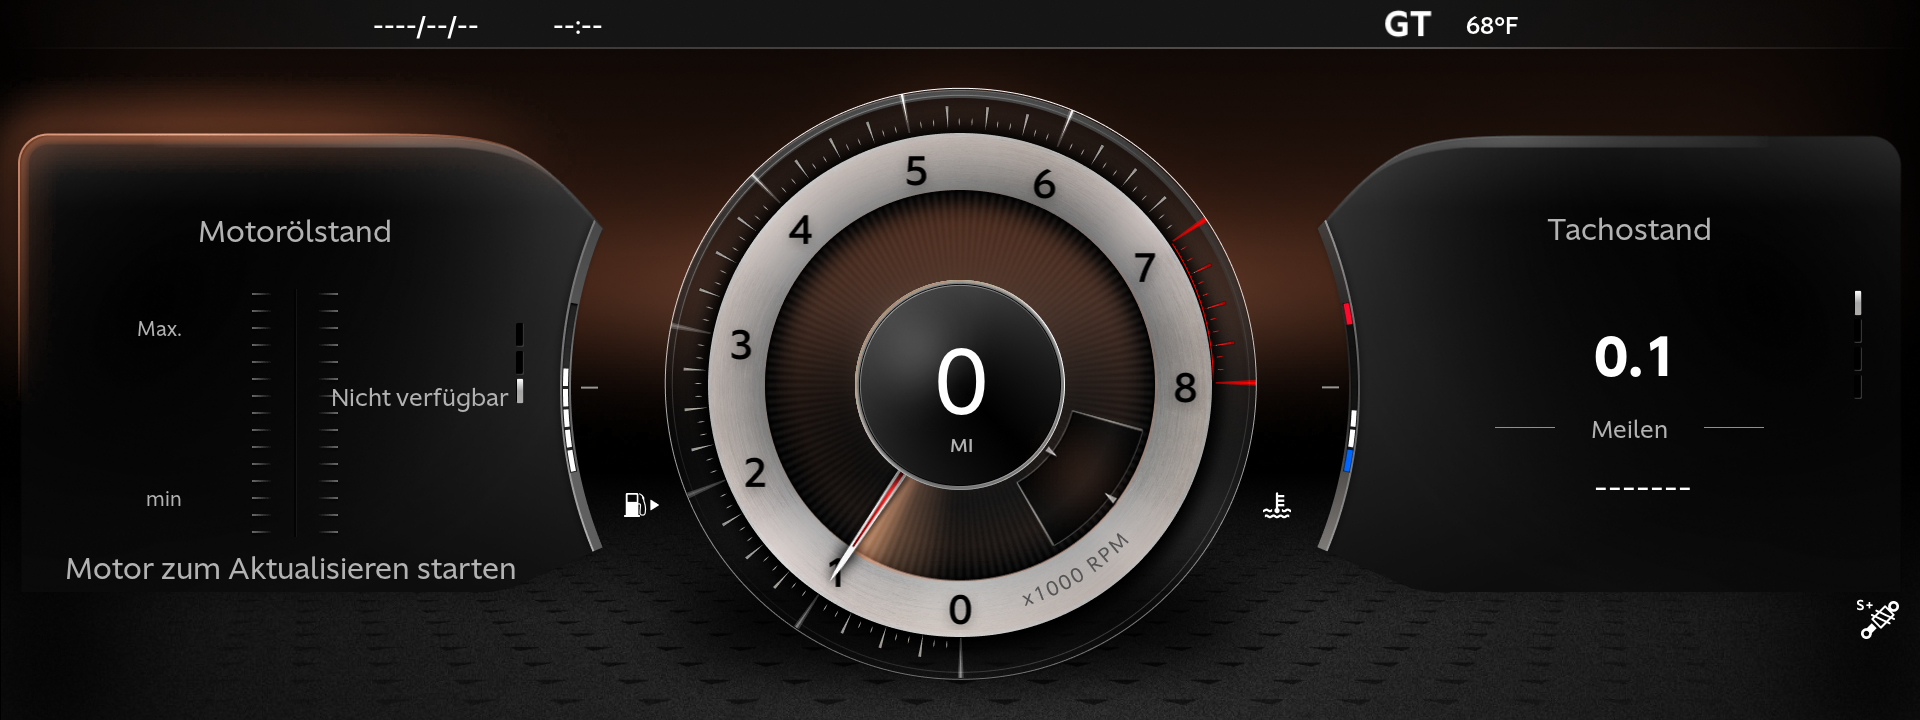 ----/--/--
--:--
GT
68°F
Motorölstand
Max.
Nicht verfügbar
min
Motor zum Aktualisieren starten
0
1
2
3
4
5
6
7
8
x1000 RPM
0
MI
Tachostand
0.1
Meilen
-------
S+